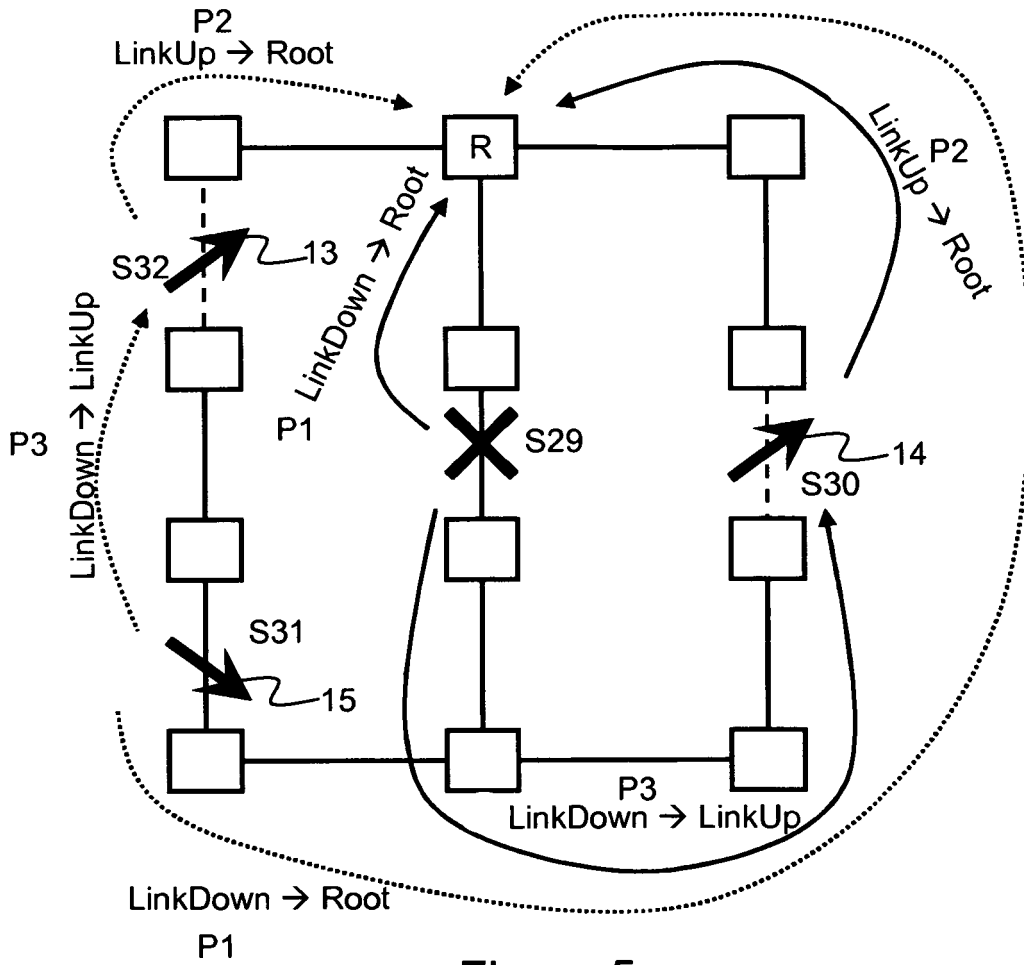 P2
LinkUp → Root
R
LinkUp → Root
P2
S32
13
LinkDown → Root
P1
LinkDown → LinkUp
P3
S29
14
S30
S31
15
P3
LinkDown → LinkUp
LinkDown → Root
P1